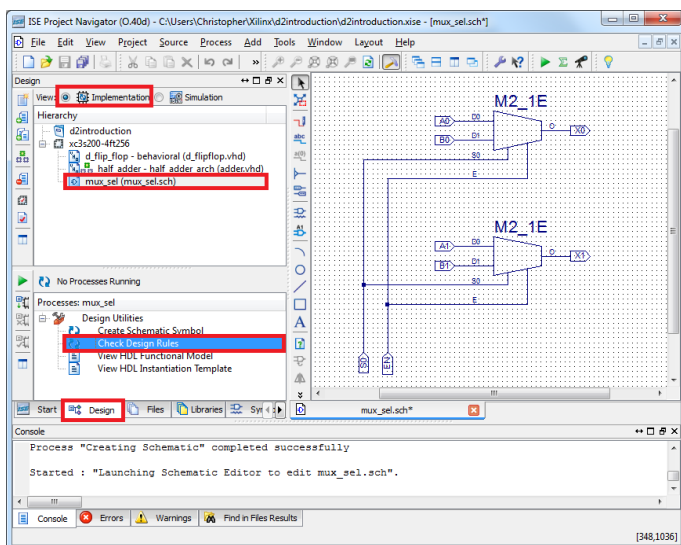 ISE Project Navigator (O.40d) - C:\Users\Christopher\Xilinx\d2introduction\d2introduction.xise - [mux_sel.sch*]
File Edit View Project Source Process Add Tools Window Layout Help
Design
View: Implementation Simulation
Hierarchy
d2introduction
xc3s200-4ft256
d_flip_flop - behavioral (d_flipflop.vhd)
half_adder - half_adder_arch (adder.vhd)
mux_sel (mux_sel.sch)
No Processes Running
Processes: mux_sel
Design Utilities
Create Schematic Symbol
Check Design Rules
View HDL Functional Model
View HDL Instantiation Template
Start Design Files Libraries
M2_1E
A0 D0
O X0
B0 D1
S0
E
M2_1E
A1 D0
O X1
B1 D1
S0
E
S0 EN
mux_sel.sch*
Console
Process "Creating Schematic" completed successfully
Started : "Launching Schematic Editor to edit mux_sel.sch".
Console Errors Warnings Find in Files Results
[348,1036]